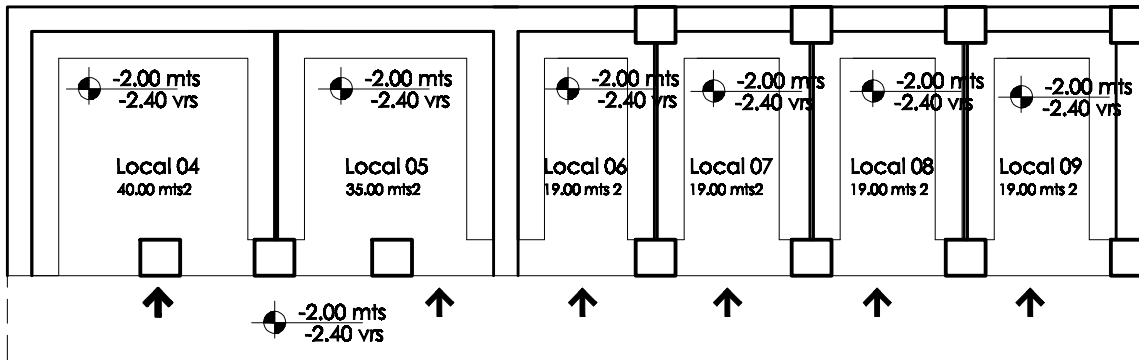 -2.00 mts
-2.40 vrs
Local 04
40.00 mts2
-2.00 mts
-2.40 vrs
Local 05
35.00 mts2
-2.00 mts
-2.40 vrs
Local 06
19.00 mts 2
-2.00 mts
-2.40 vrs
Local 07
19.00 mts2
-2.00 mts
-2.40 vrs
Local 08
19.00 mts 2
-2.00 mts
-2.40 vrs
Local 09
19.00 mts 2
-2.00 mts
-2.40 vrs